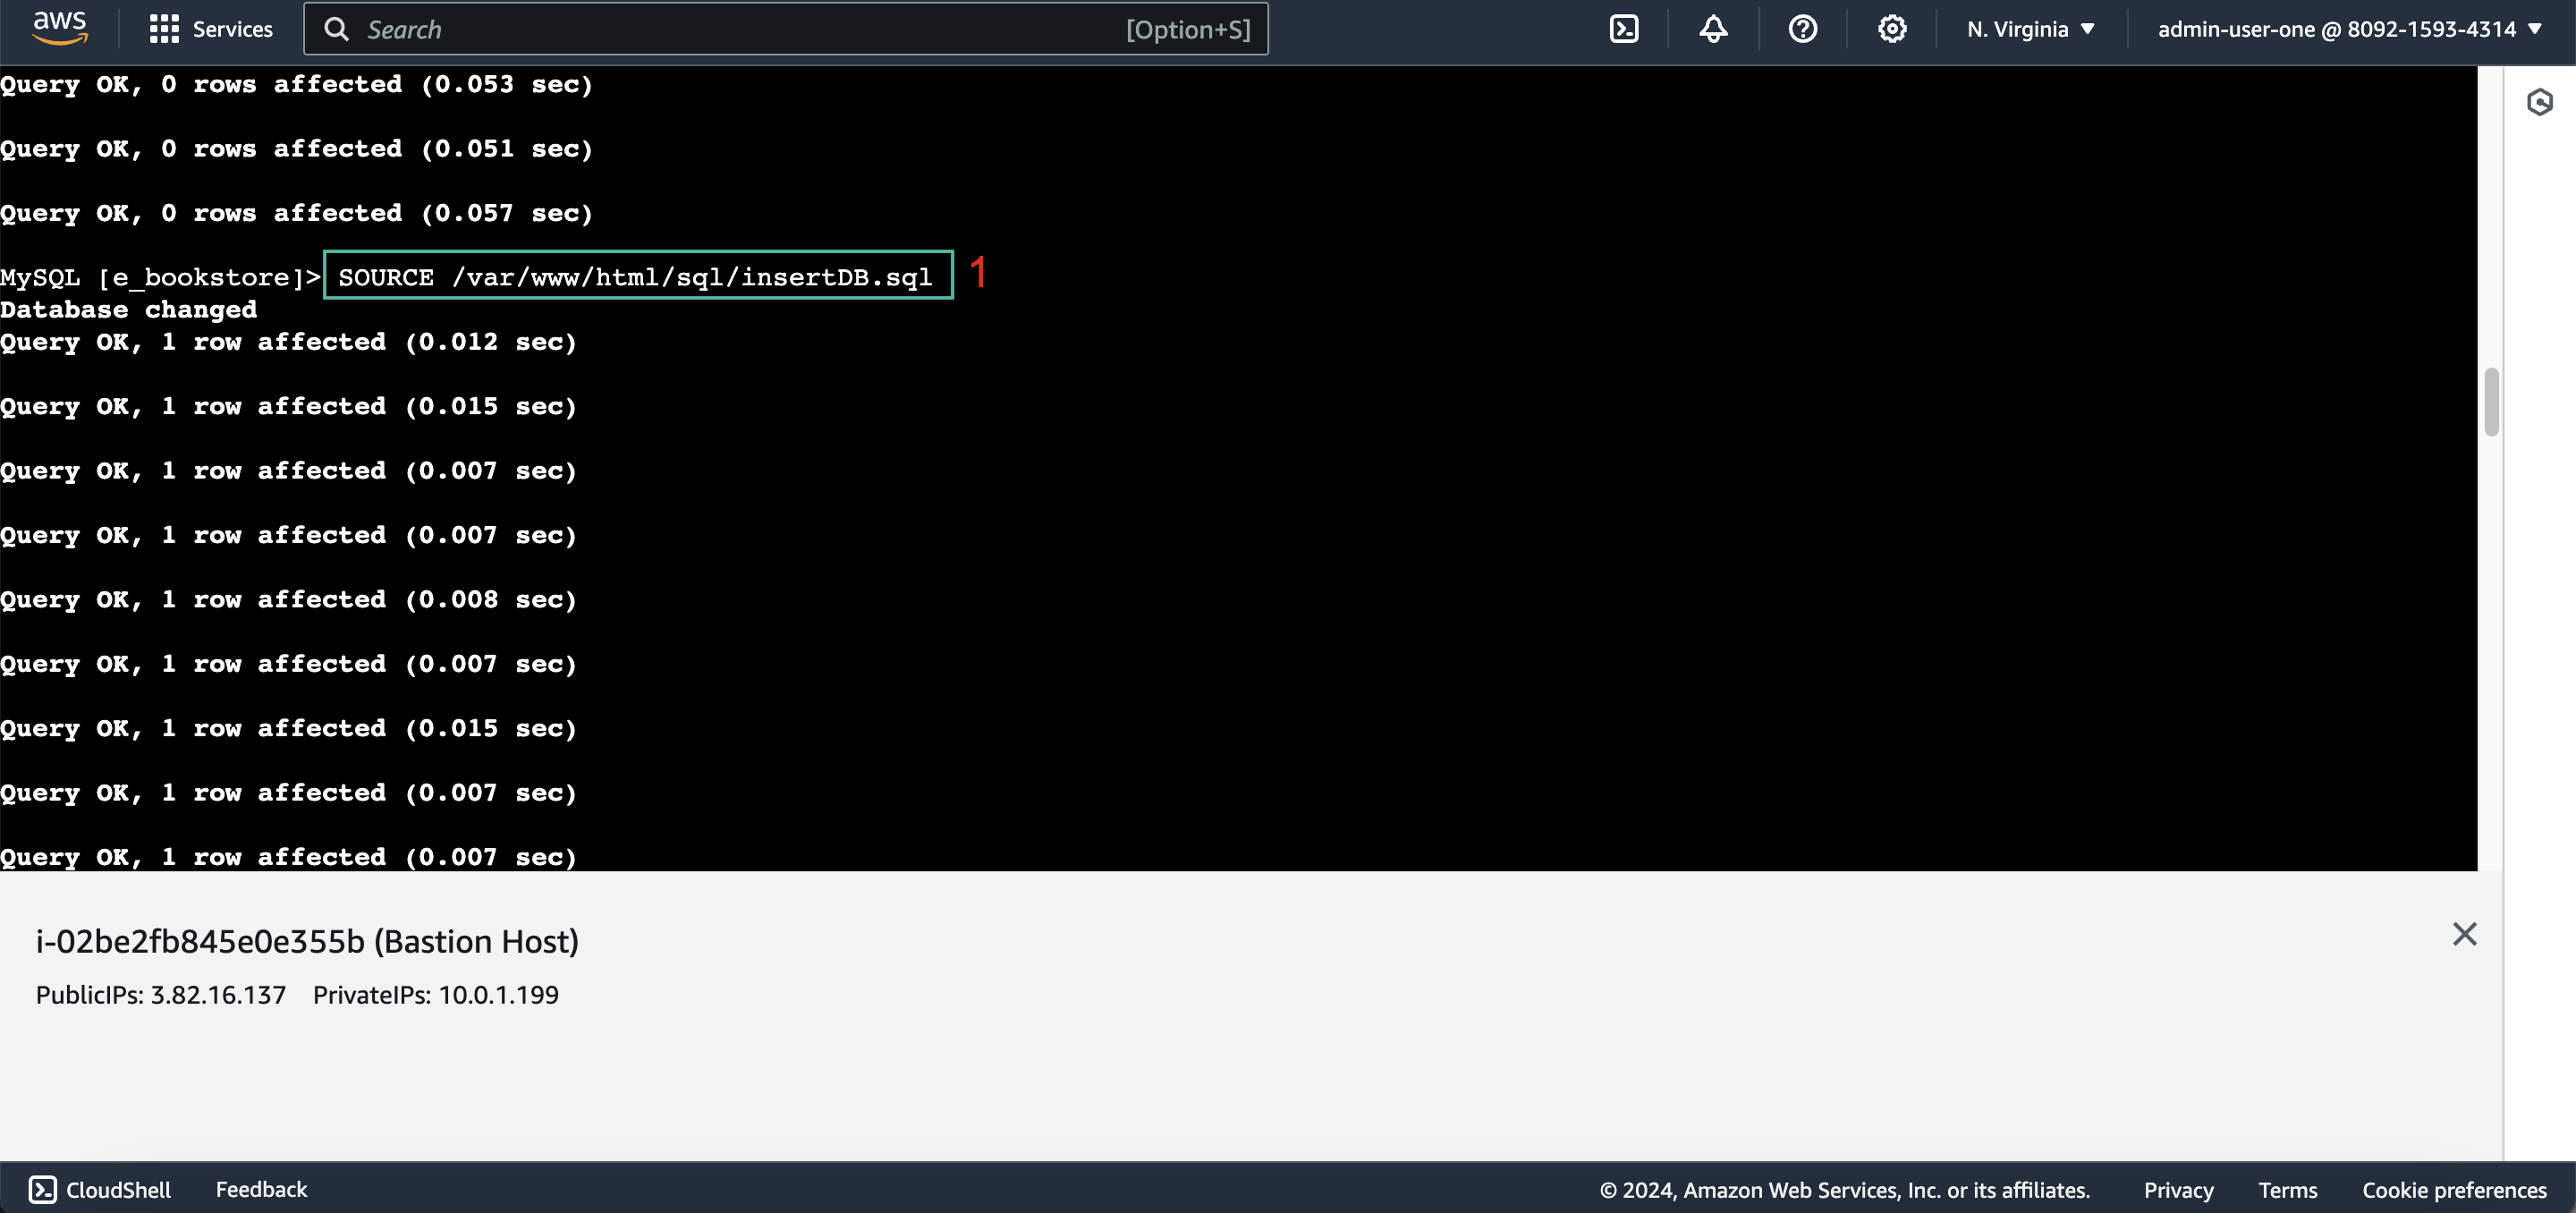 aws Services Search [Option+S] N. Virginia ▼ admin-user-one @ 8092-1593-4314 ▼
Query OK, 0 rows affected (0.053 sec)
Query OK, 0 rows affected (0.051 sec)
Query OK, 0 rows affected (0.057 sec)
MySQL [e_bookstore]> SOURCE /var/www/html/sql/insertDB.sql 1
Database changed
Query OK, 1 row affected (0.012 sec)
Query OK, 1 row affected (0.015 sec)
Query OK, 1 row affected (0.007 sec)
Query OK, 1 row affected (0.007 sec)
Query OK, 1 row affected (0.008 sec)
Query OK, 1 row affected (0.007 sec)
Query OK, 1 row affected (0.015 sec)
Query OK, 1 row affected (0.007 sec)
Query OK, 1 row affected (0.007 sec)
i-02be2fb845e0e355b (Bastion Host)
PublicIPs: 3.82.16.137 PrivateIPs: 10.0.1.199
CloudShell Feedback © 2024, Amazon Web Services, Inc. or its affiliates. Privacy Terms Cookie preferences